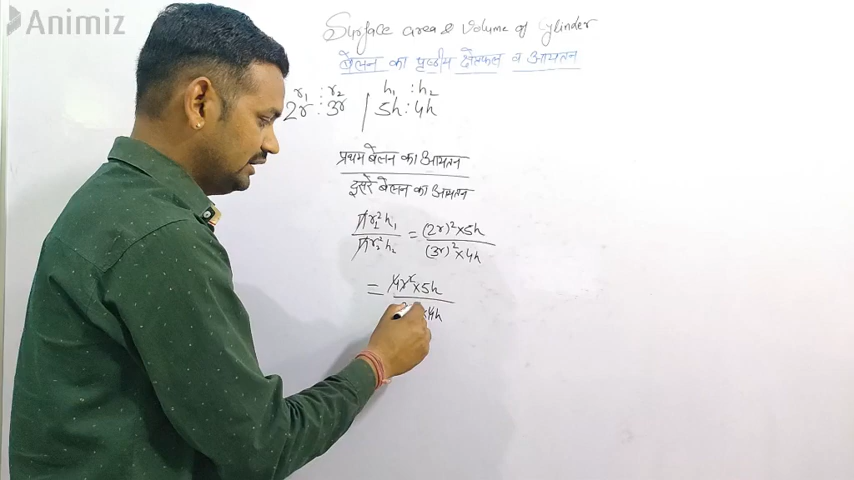 Animiz
Surface area & Volume of Cylinder
बेलन का पृष्ठीय क्षेत्रफल व आयतन
r₁ : r₂ h₁ : h₂
2r : 3r | 5h : 4h
प्रथम बेलन का आयतन
दूसरे बेलन का आयतन
πr₁²h₁ / πr₂²h₂ = (2r)²×5h / (3r)²×4h
= 4r²×5h
×4h